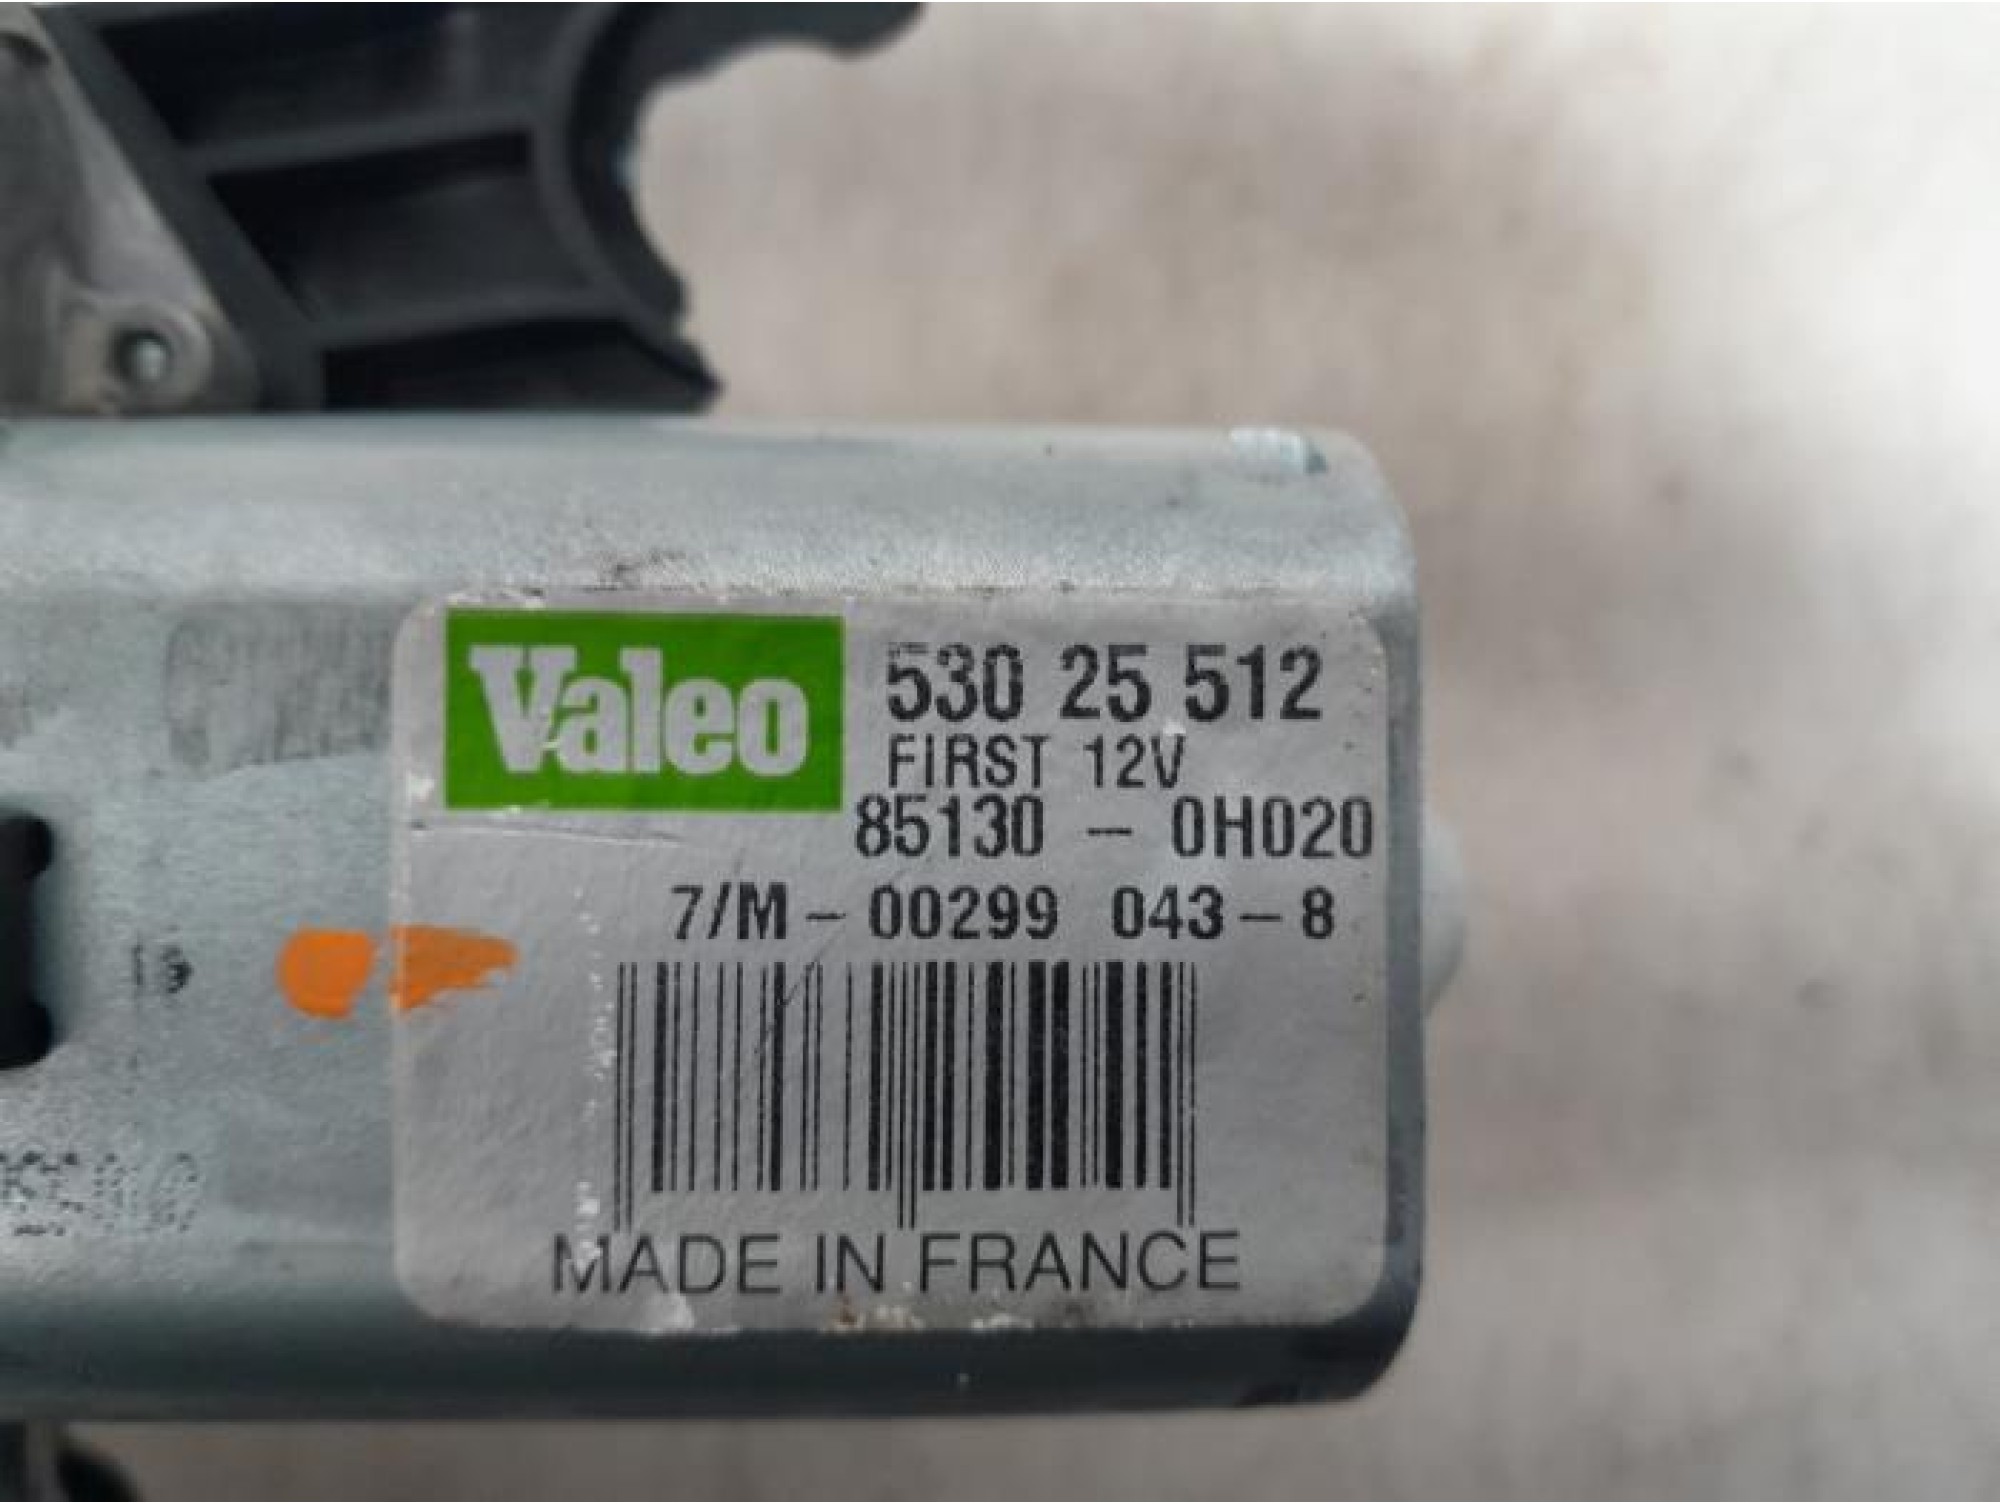 Valeo
530 25 512
FIRST 12V
85130 - 0H020
7/M - 00299 043 - 8
MADE IN FRANCE